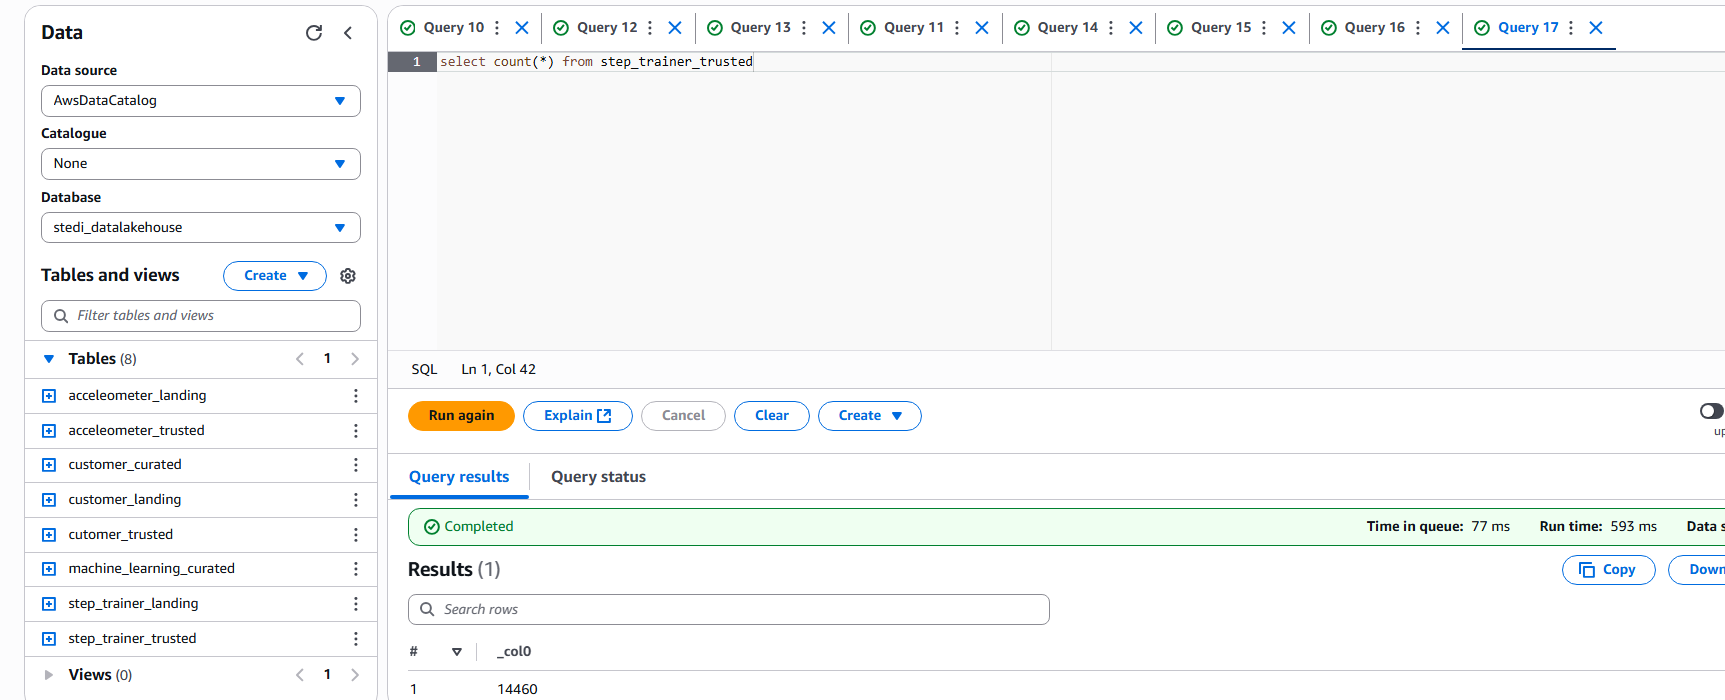 Data
Data source
AwsDataCatalog
Catalogue
None
Database
stedi_datalakehouse
Tables and views
Create
Filter tables and views
Tables (8)
1
acceleometer_landing
acceleometer_trusted
customer_curated
customer_landing
cutomer_trusted
machine_learning_curated
step_trainer_landing
step_trainer_trusted
Views (0)
1
Query 10
Query 12
Query 13
Query 11
Query 14
Query 15
Query 16
Query 17
1 select count(*) from step_trainer_trusted
SQL Ln 1, Col 42
Run again
Explain
Cancel
Clear
Create
up
Query results
Query status
Completed
Time in queue: 77 ms Run time: 593 ms Data s
Results (1)
Copy
Down
Search rows
# _col0
1 14460